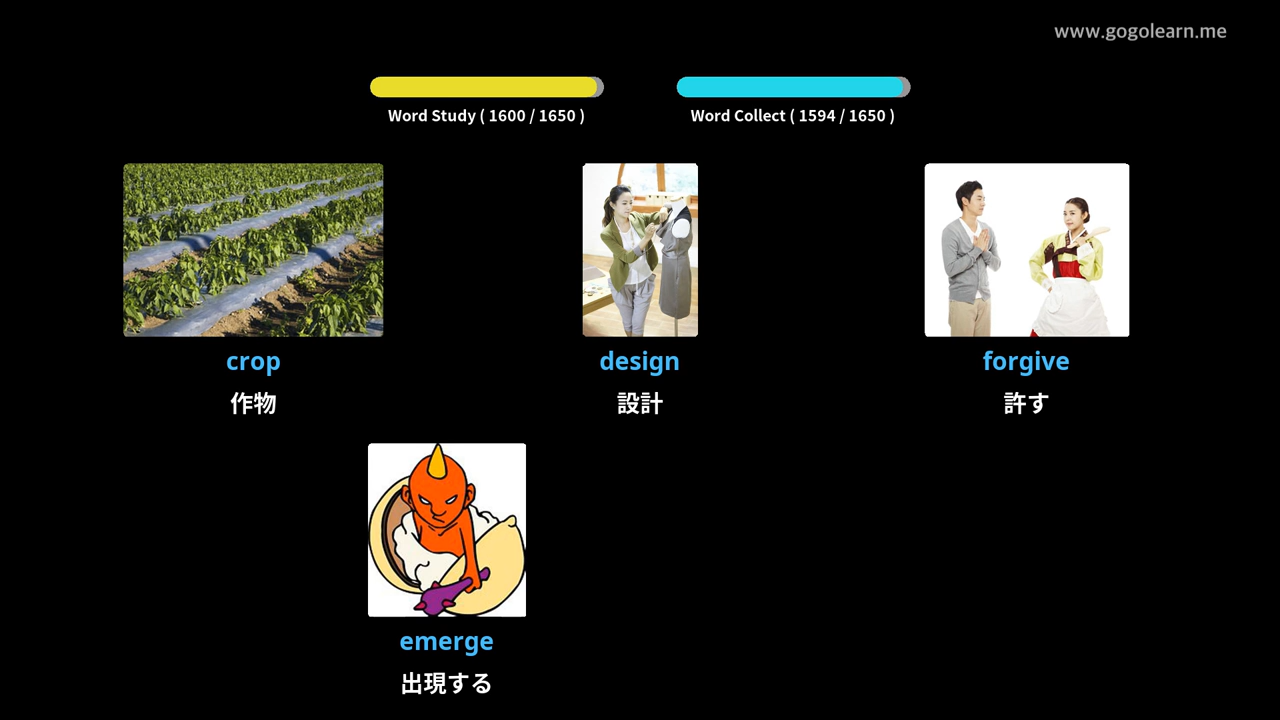 www.gogolearn.me
Word Study ( 1600 / 1650 )
Word Collect ( 1594 / 1650 )
crop
design
forgive
作物
設計
許す
emerge
出現する